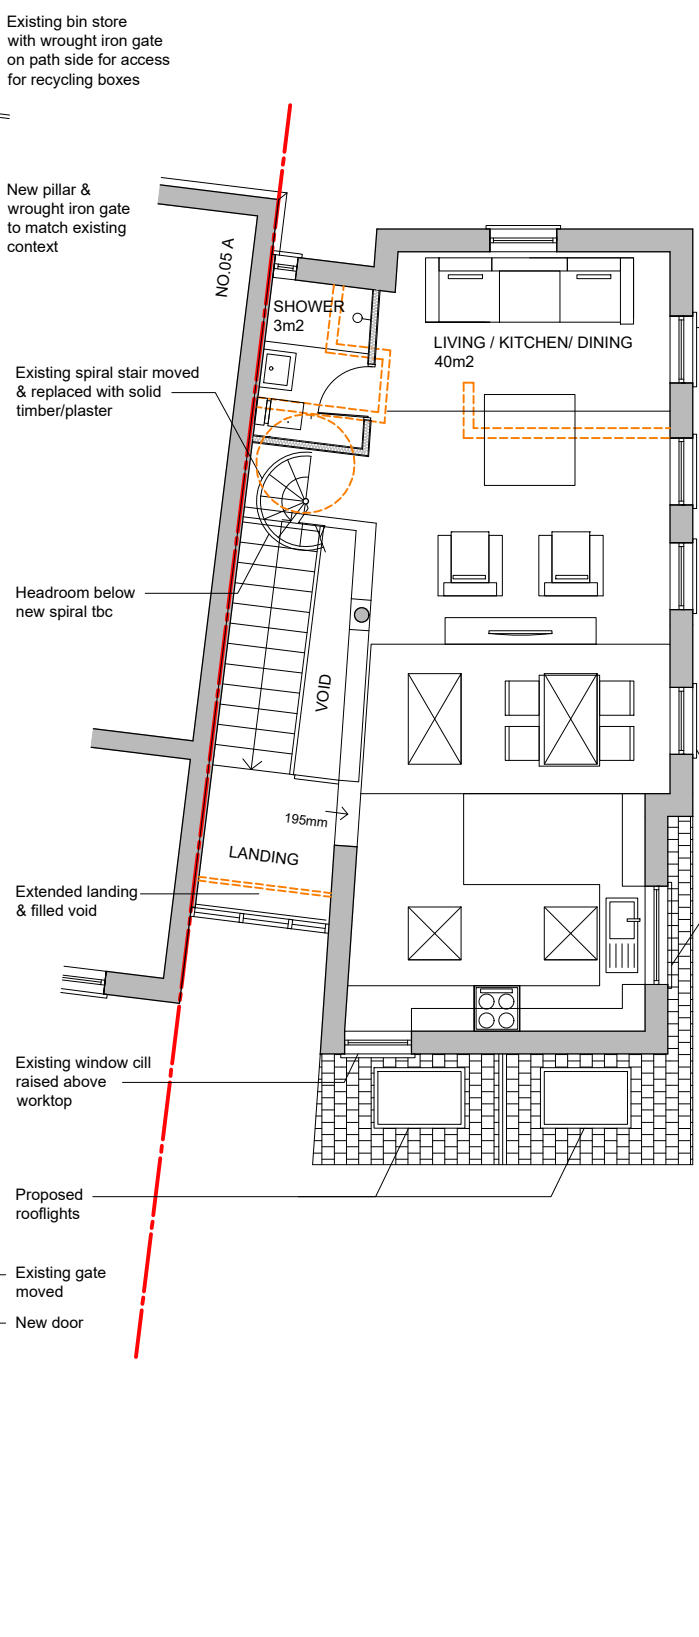 Existing bin store
with wrought iron gate
on path side for access
for recycling boxes
New pillar &
wrought iron gate
to match existing
context
NO.05 A
SHOWER
3m2
LIVING / KITCHEN/ DINING
40m2
Existing spiral stair moved
& replaced with solid
timber/plaster
Headroom below
new spiral tbc
VOID
195mm
LANDING
Extended landing
& filled void
Existing window cill
raised above
worktop
Proposed
rooflights
Existing gate
moved
New door